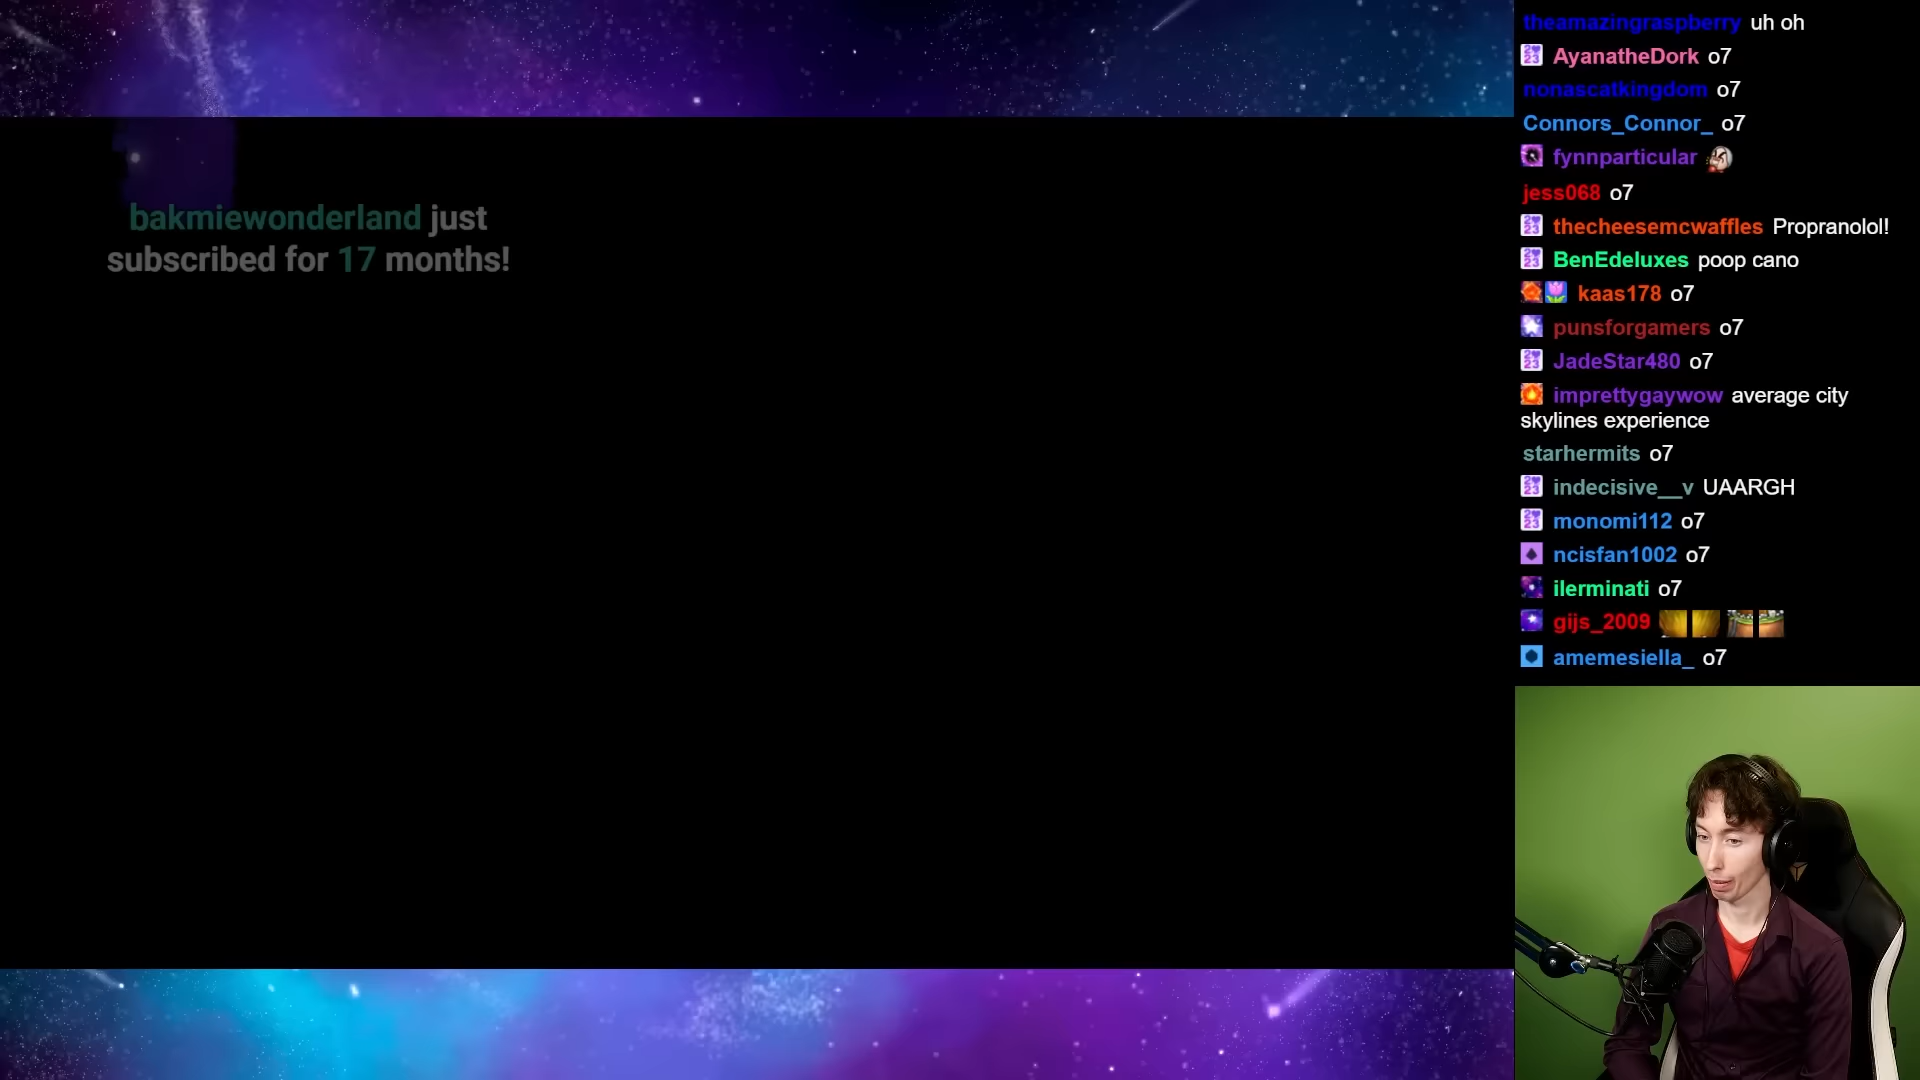 bakmiewonderland just
subscribed for 17 months!
theamazingraspberry uh oh
AyanatheDork o7
nonascatkingdom o7
Connors_Connor_ o7
fynnparticular
jess068 o7
thecheesemcwaffles Propranolol!
BenEdeluxes poop cano
kaas178 o7
punsforgamers o7
JadeStar480 o7
imprettygaywow average city
skylines experience
starhermits o7
indecisive__v UAARGH
monomi112 o7
ncisfan1002 o7
ilerminati o7
gijs_2009
amemesiella_ o7